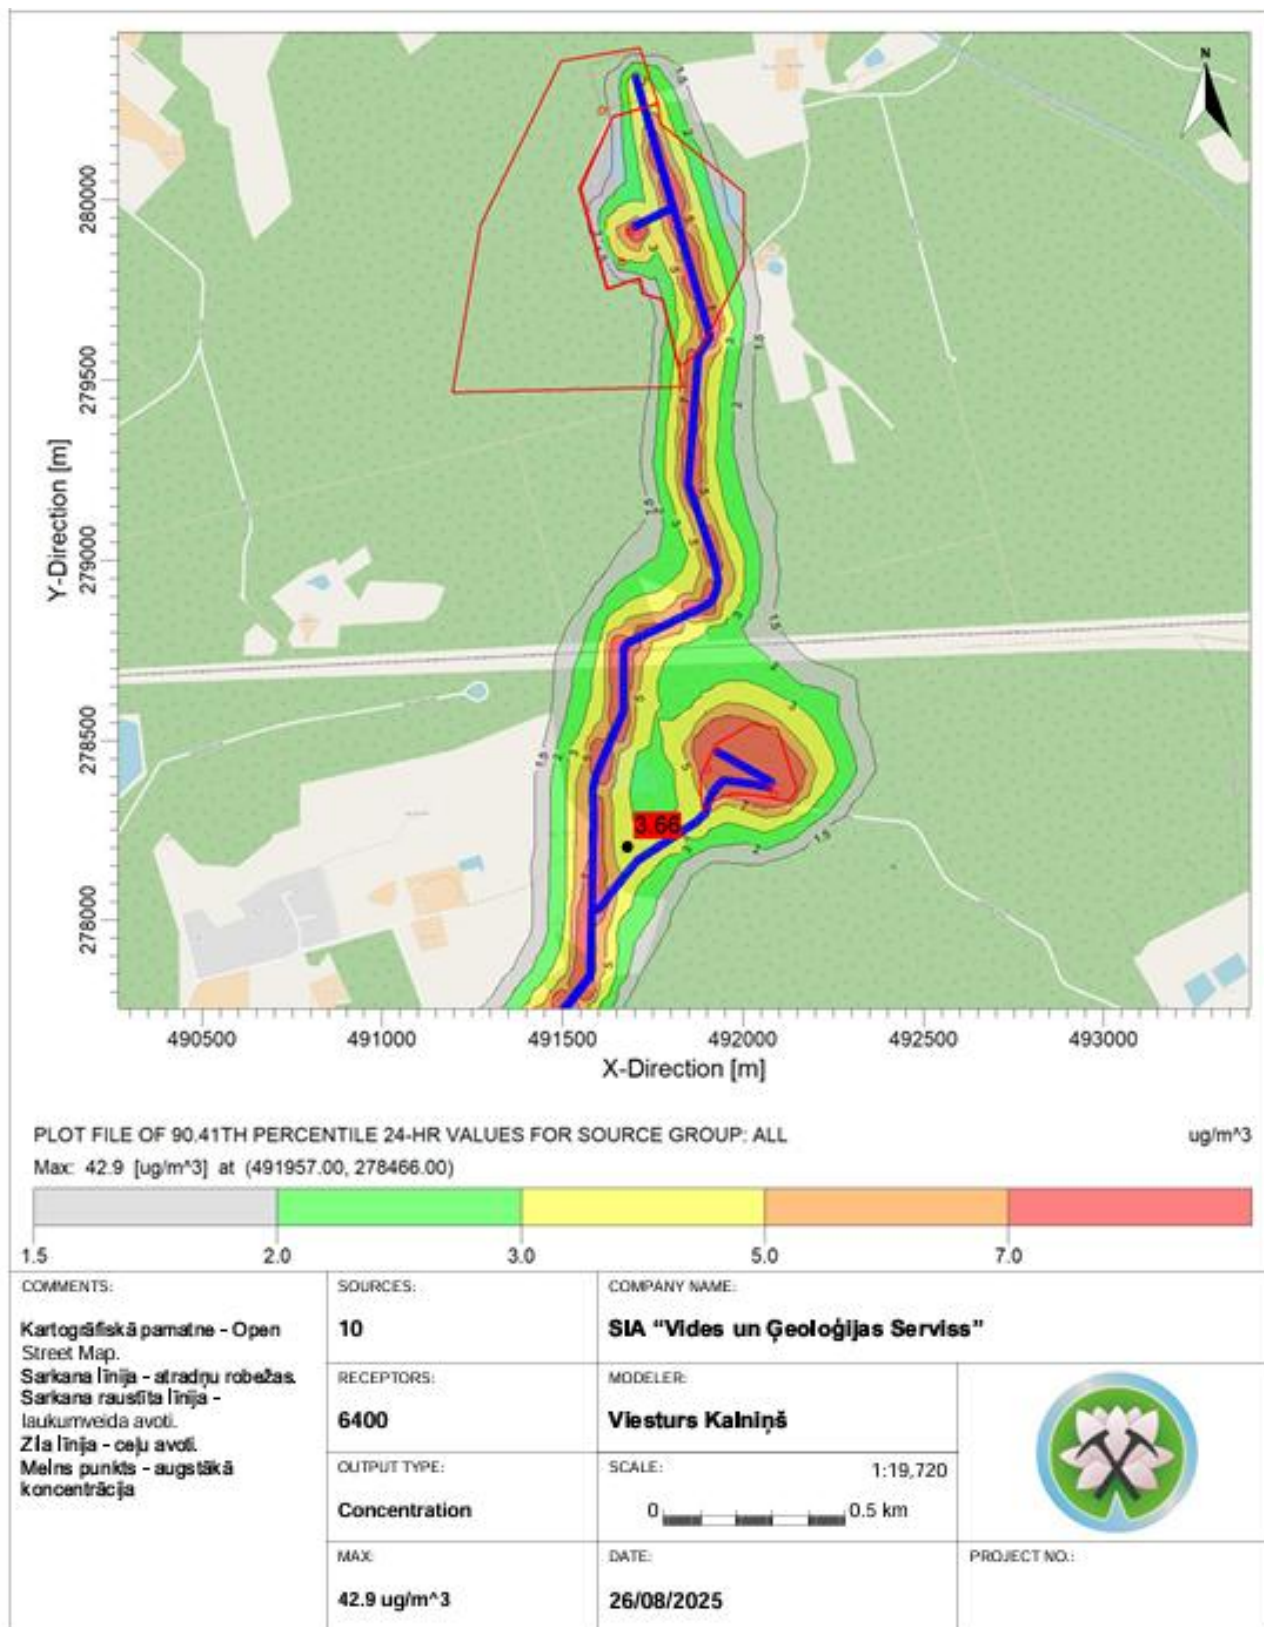 N
280000
279500
279000
278500
278000
Y-Direction [m]
3.66
490500 491000 491500 492000 492500 493000
X-Direction [m]
PLOT FILE OF 90.41TH PERCENTILE 24-HR VALUES FOR SOURCE GROUP: ALL
ug/m^3
Max: 42.9 [ug/m^3] at (491957.00, 278466.00)
1.5 2.0 3.0 5.0 7.0
COMMENTS:
Kartogrāfiskā pamatne - Open
Street Map.
Sarkana līnija - atradņu robežas.
Sarkana raustīta līnija -
laukumveida avoti.
Zila līnija - ceļu avoti.
Melns punkts - augstākā
koncentrācija
SOURCES:
10
COMPANY NAME:
SIA “Vides un Ģeoloģijas Serviss”
RECEPTORS:
6400
MODELER:
Viesturs Kalniņš
OUTPUT TYPE:
Concentration
SCALE:
1:19,720
0 0.5 km
MAX:
42.9 ug/m^3
DATE:
26/08/2025
PROJECT NO.: